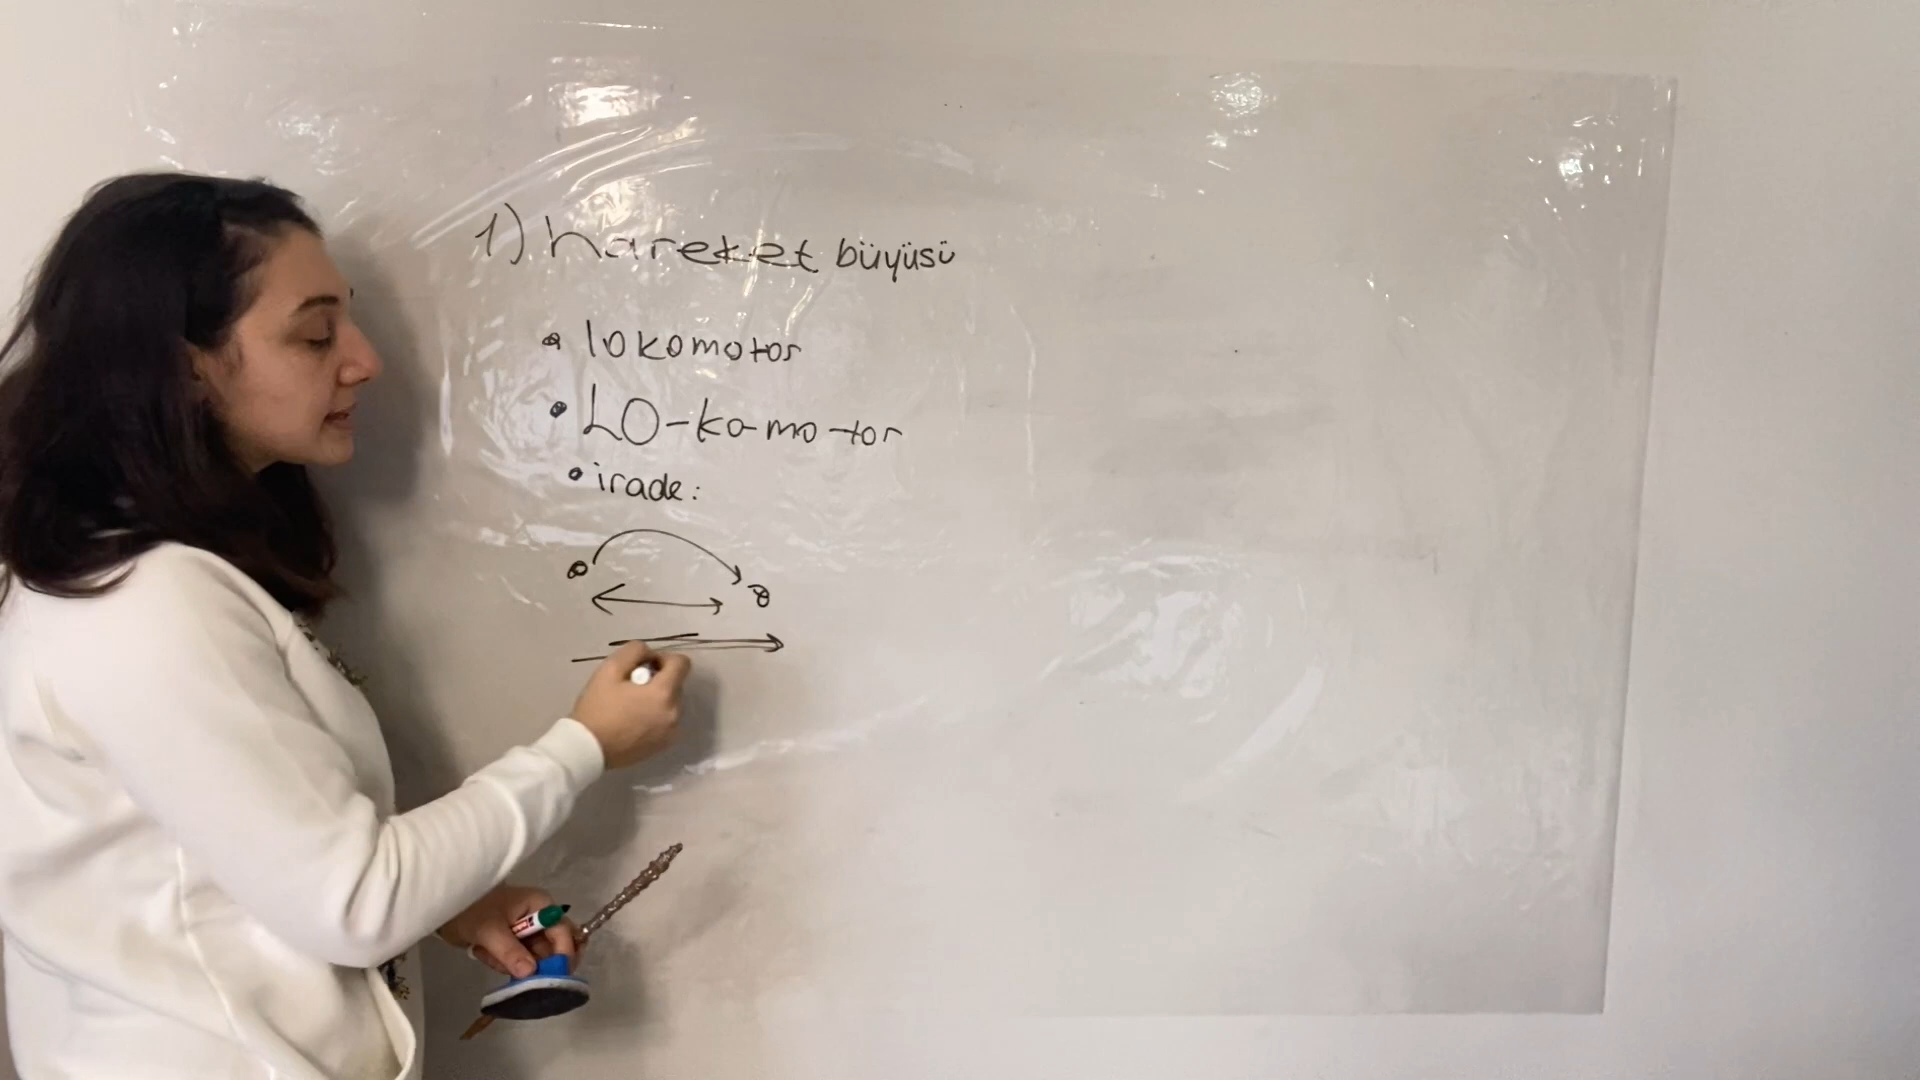 1) hareket büyüsü
• lokomotor
• LO-ko-mo-tor
• irade: